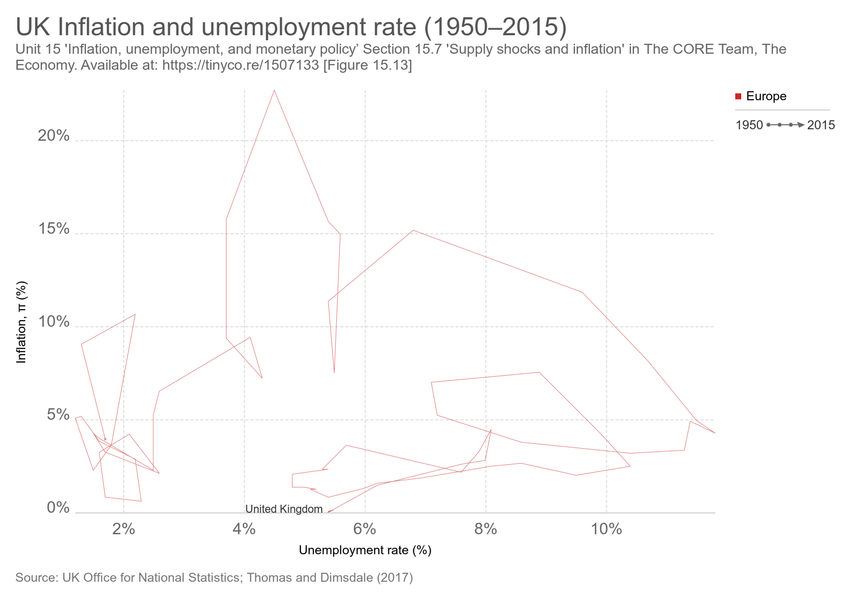 UK Inflation and unemployment rate (1950–2015)
Unit 15 'Inflation, unemployment, and monetary policy' Section 15.7 'Supply shocks and inflation' in The CORE Team, The
Economy. Available at: https://tinyco.re/1507133 [Figure 15.13]
Europe
1950 2015
20%
15%
10%
5%
0%
Inflation, π (%)
United Kingdom
2% 4% 6% 8% 10%
Unemployment rate (%)
Source: UK Office for National Statistics; Thomas and Dimsdale (2017)